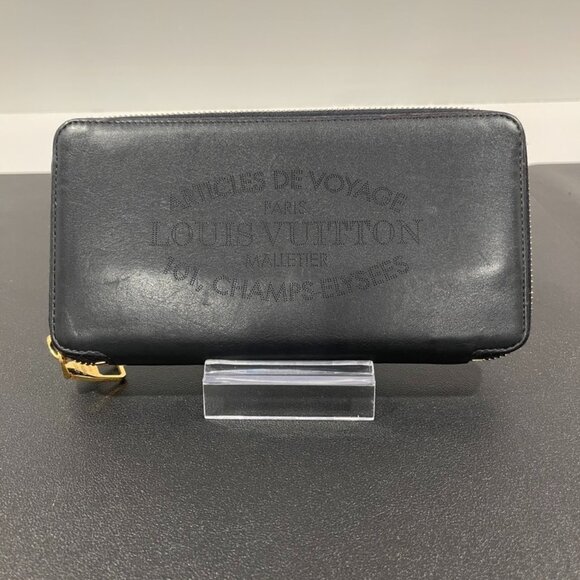 ARTICLES DE VOYAGE
PARIS
LOUIS VUITTON
MALLETIER
101, CHAMPS-ELYSEES